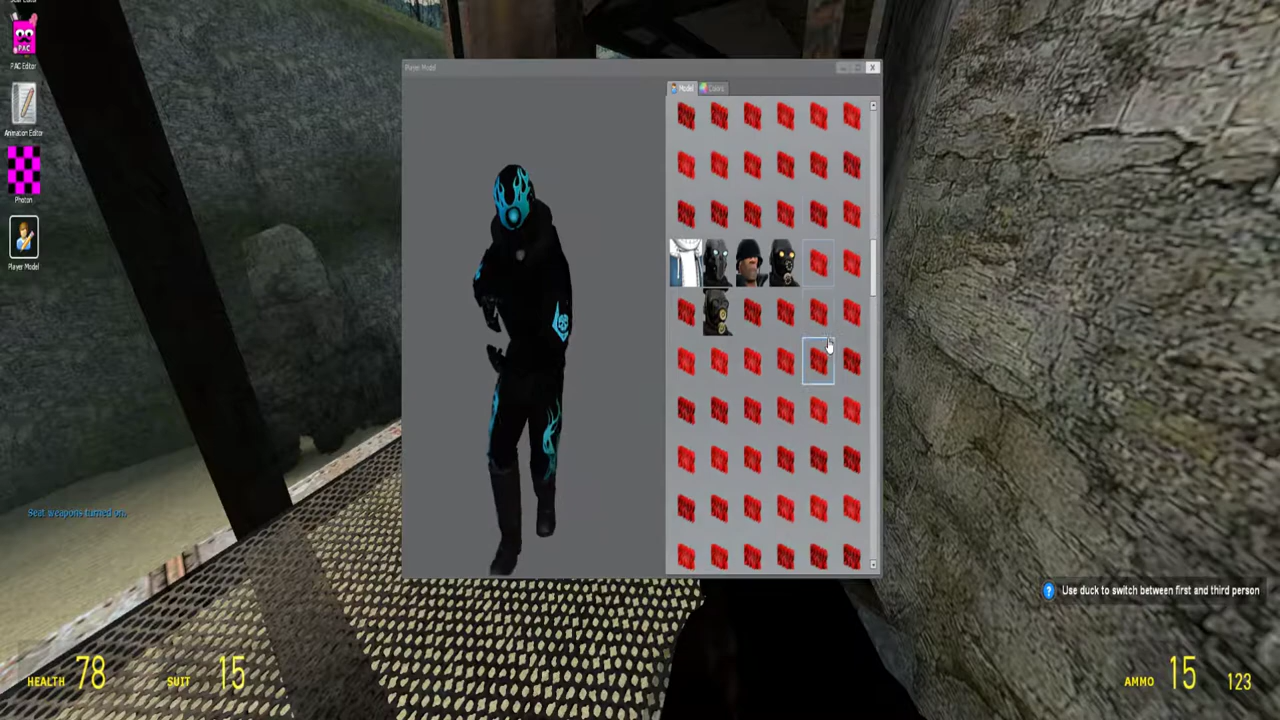 PAC
PAC Editor
Animation Editor
Photon
Player Model
Player Model
Model
Colors
Seat weapons turned on.
Use duck to switch between first and third person
HEALTH 78
SUIT 15
AMMO 15 123